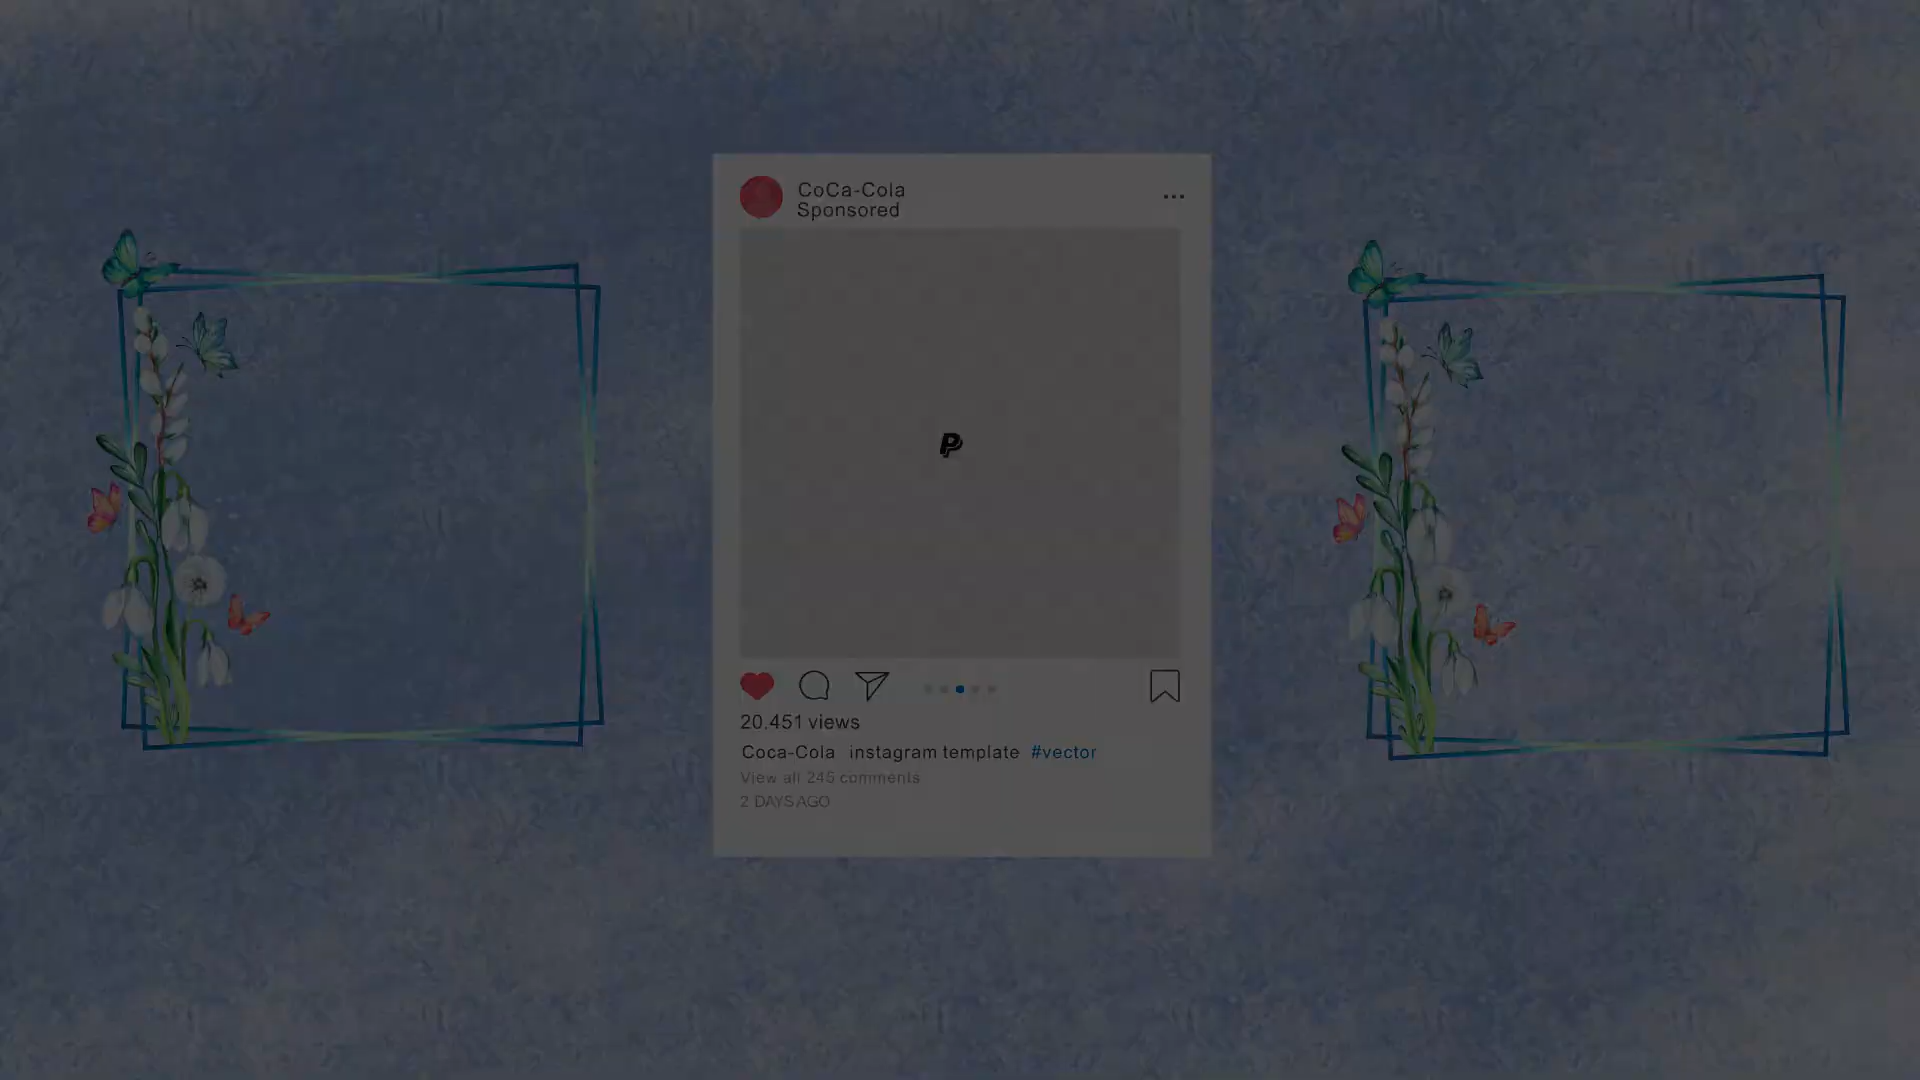 CoCa-Cola
Sponsored
P
20.451 views
Coca-Cola instagram template #vector
View all 245 comments
2 DAYS AGO